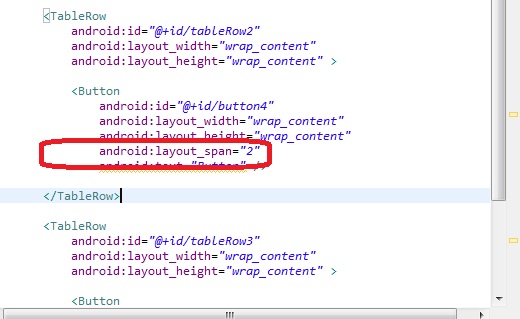 <TableRow
android:id="@+id/tableRow2"
android:layout_width="wrap_content"
android:layout_height="wrap_content" >
<Button
android:id="@+id/button4"
android:layout_width="wrap_content"
android:layout_height="wrap_content"
android:layout_span="2"
android:text="Button" />
</TableRow>
<TableRow
android:id="@+id/tableRow3"
android:layout_width="wrap_content"
android:layout_height="wrap_content" >
<Button